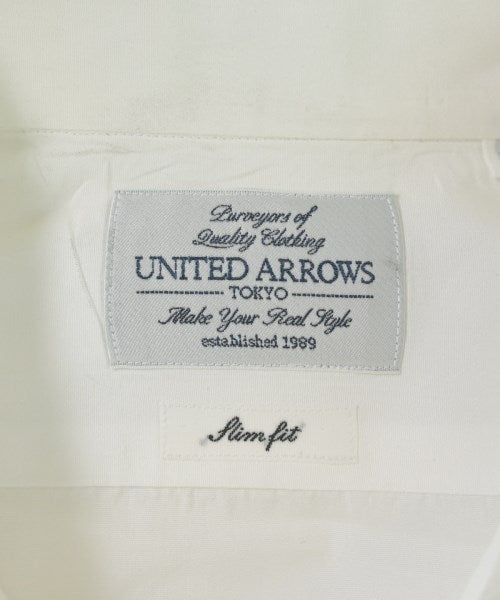 Purveyors of
Quality Clothing
UNITED ARROWS
TOKYO
Make Your Real Style
established 1989
Slim fit